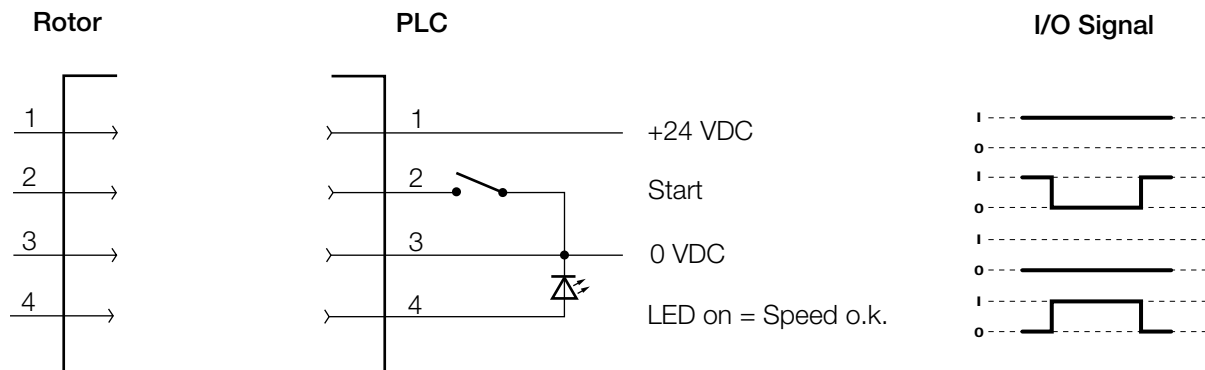 Rotor
PLC
I/O Signal
1
1
+24 VDC
I
O
2
2
Start
I
O
3
3
0 VDC
I
O
4
4
LED on = Speed o.k.
I
O